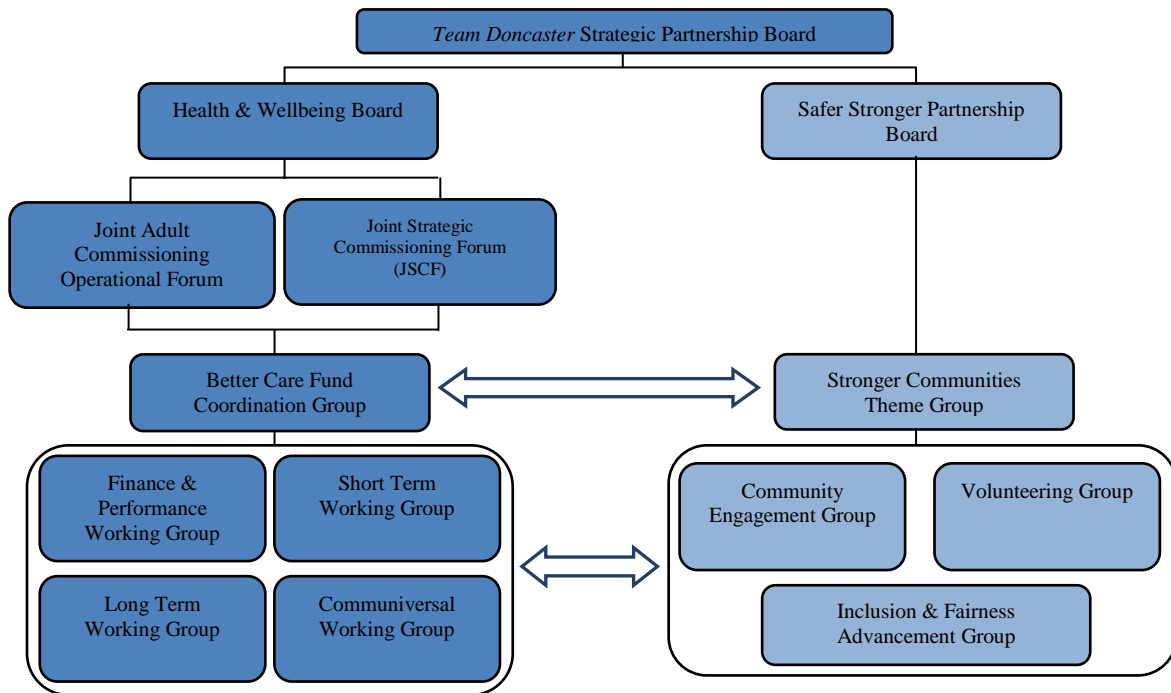 Team Doncaster Strategic Partnership Board
Health & Wellbeing Board
Safer Stronger Partnership
Board
Joint Adult
Commissioning
Operational Forum
Joint Strategic
Commissioning Forum
(JSCF)
Better Care Fund
Coordination Group
Stronger Communities
Theme Group
Finance &
Performance
Working Group
Short Term
Working Group
Long Term
Working Group
Communiversal
Working Group
Community
Engagement Group
Volunteering Group
Inclusion & Fairness
Advancement Group